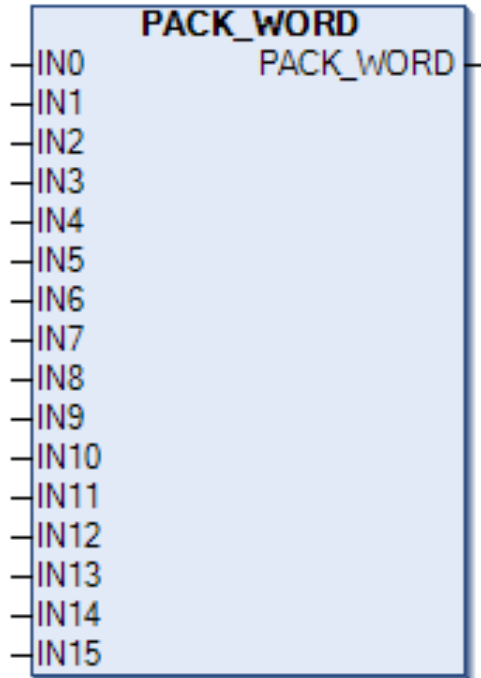 PACK_WORD
IN0 PACK_WORD
IN1
IN2
IN3
IN4
IN5
IN6
IN7
IN8
IN9
IN10
IN11
IN12
IN13
IN14
IN15